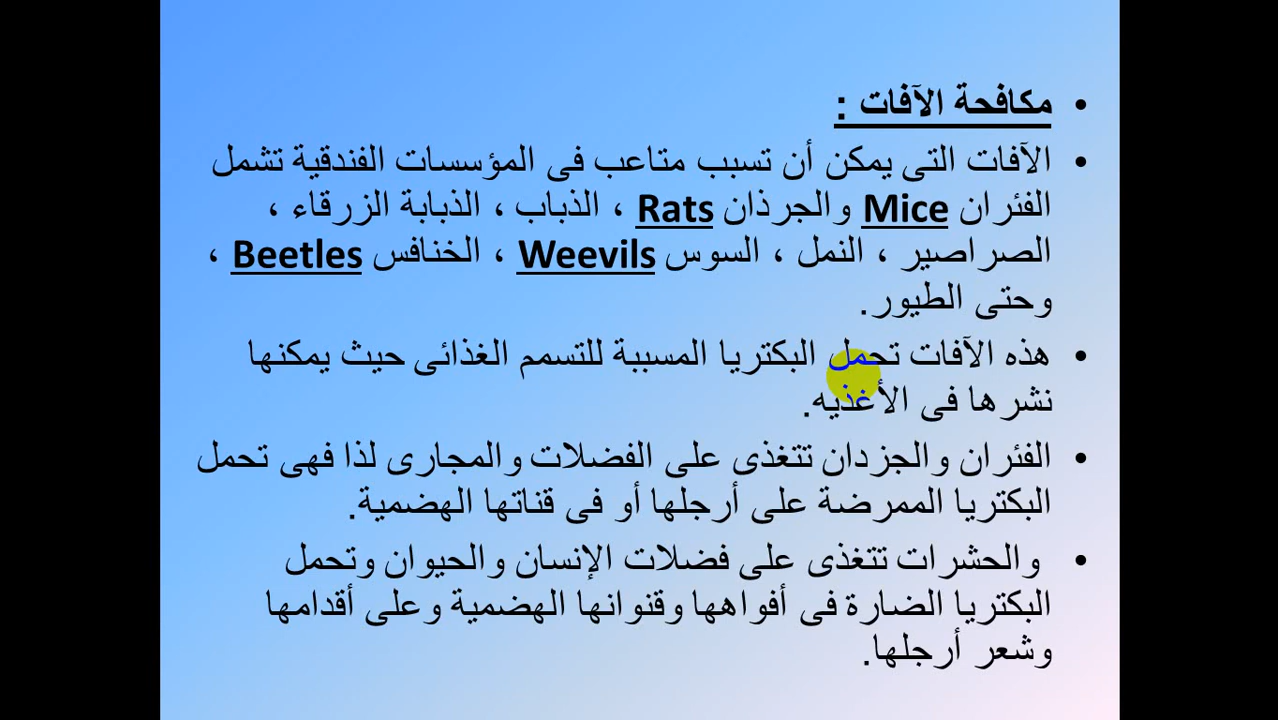 • مكافحة الآفات :
• الآفات التى يمكن أن تسبب متاعب فى المؤسسات الفندقية تشمل
الفئران Mice والجرذان Rats ، الذباب ، الذبابة الزرقاء ،
الصراصير ، النمل ، السوس Weevils ، الخنافس Beetles ،
وحتى الطيور.
• هذه الآفات تحمل البكتريا المسببة للتسمم الغذائى حيث يمكنها
نشرها فى الأغذيه.
• الفئران والجزدان تتغذى على الفضلات والمجارى لذا فهى تحمل
البكتريا الممرضة على أرجلها أو فى قناتها الهضمية.
• والحشرات تتغذى على فضلات الإنسان والحيوان وتحمل
البكتريا الضارة فى أفواهها وقنوانها الهضمية وعلى أقدامها
وشعر أرجلها.